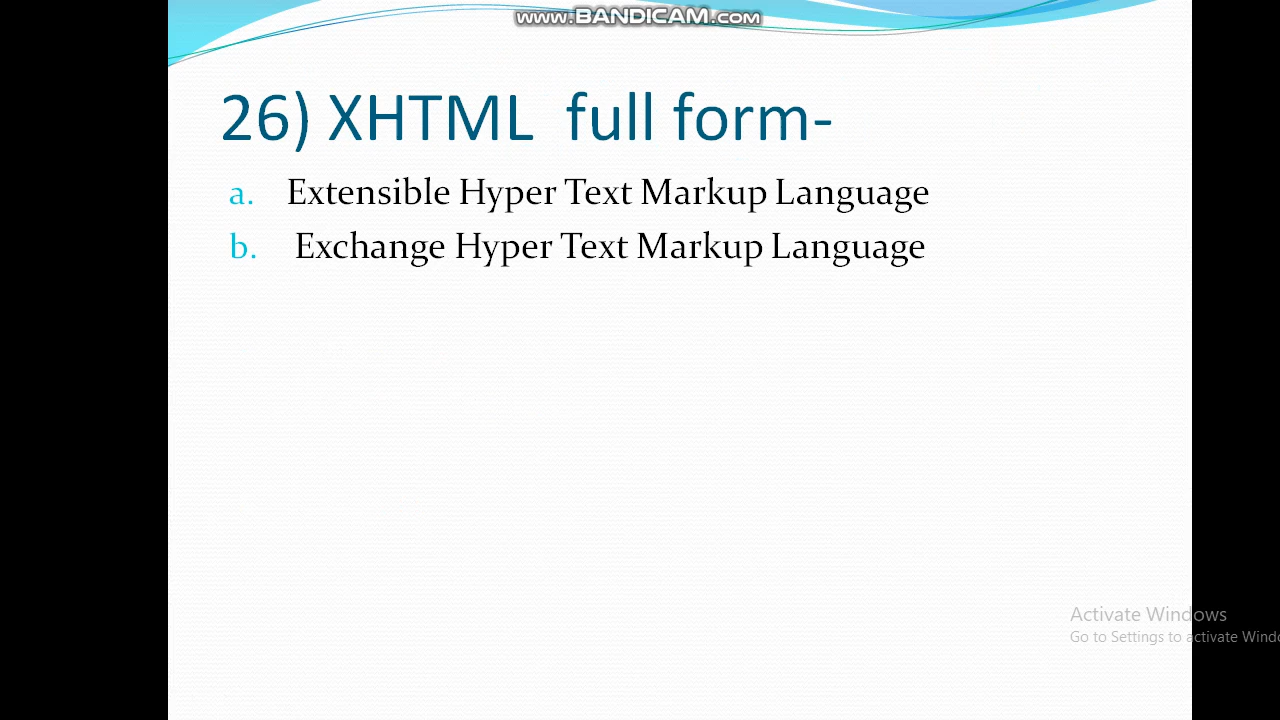 www.BANDICAM.com
26) XHTML full form-
a. Extensible Hyper Text Markup Language
b. Exchange Hyper Text Markup Language
Activate Windows
Go to Settings to activate Windo